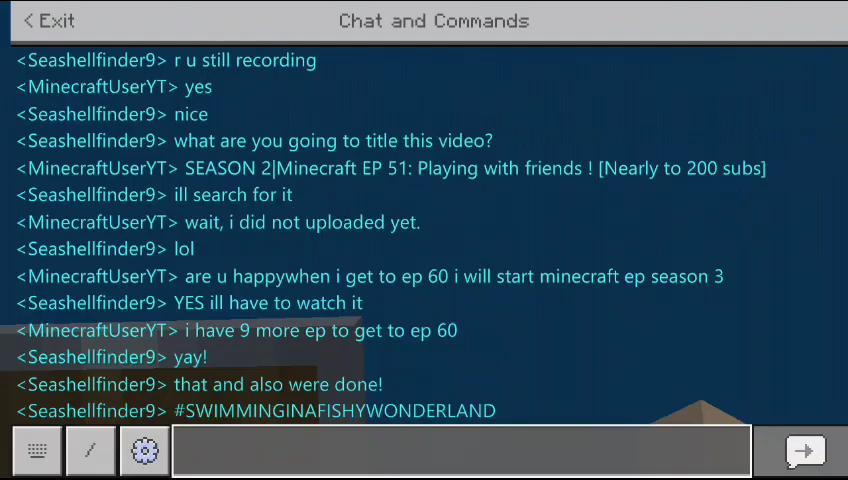 < Exit
Chat and Commands
<Seashellfinder9> r u still recording
<MinecraftUserYT> yes
<Seashellfinder9> nice
<Seashellfinder9> what are you going to title this video?
<MinecraftUserYT> SEASON 2|Minecraft EP 51: Playing with friends ! [Nearly to 200 subs]
<Seashellfinder9> ill search for it
<MinecraftUserYT> wait, i did not uploaded yet.
<Seashellfinder9> lol
<MinecraftUserYT> are u happywhen i get to ep 60 i will start minecraft ep season 3
<Seashellfinder9> YES ill have to watch it
<MinecraftUserYT> i have 9 more ep to get to ep 60
<Seashellfinder9> yay!
<Seashellfinder9> that and also were done!
<Seashellfinder9> #SWIMMINGINAFISHYWONDERLAND
/